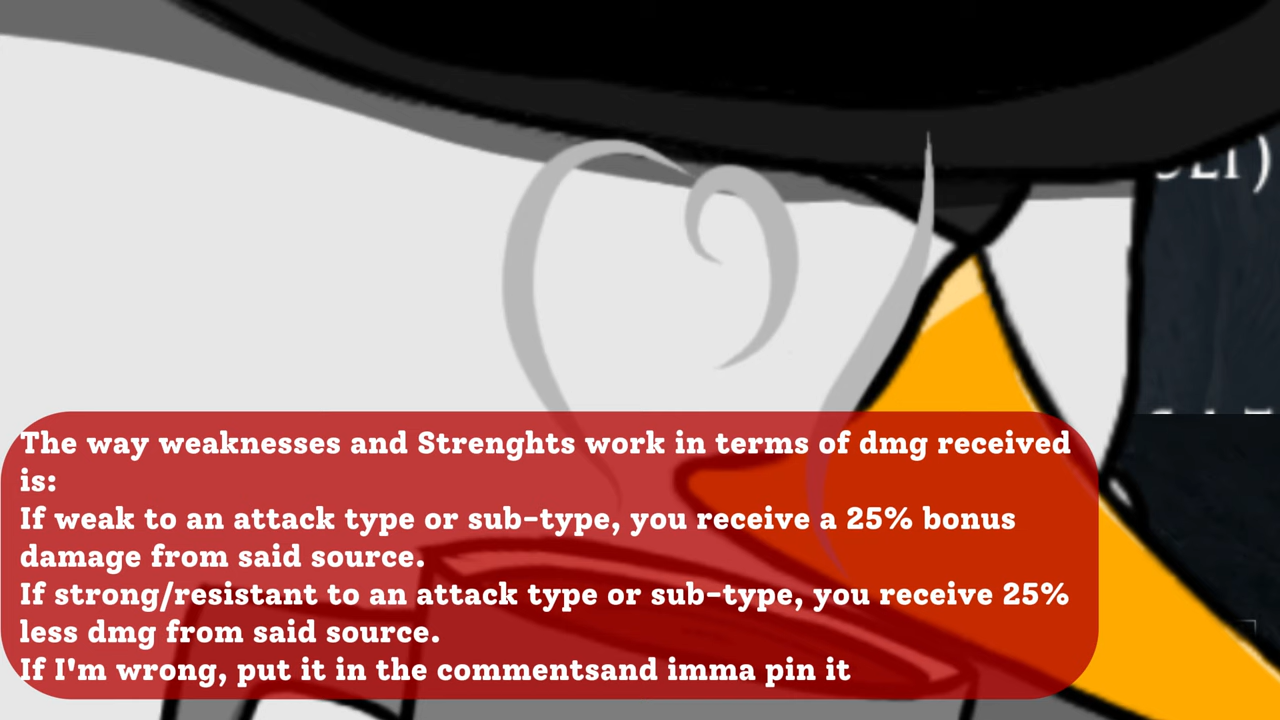 The way weaknesses and Strenghts work in terms of dmg received
is:
If weak to an attack type or sub-type, you receive a 25% bonus
damage from said source.
If strong/resistant to an attack type or sub-type, you receive 25%
less dmg from said source.
If I'm wrong, put it in the commentsand imma pin it